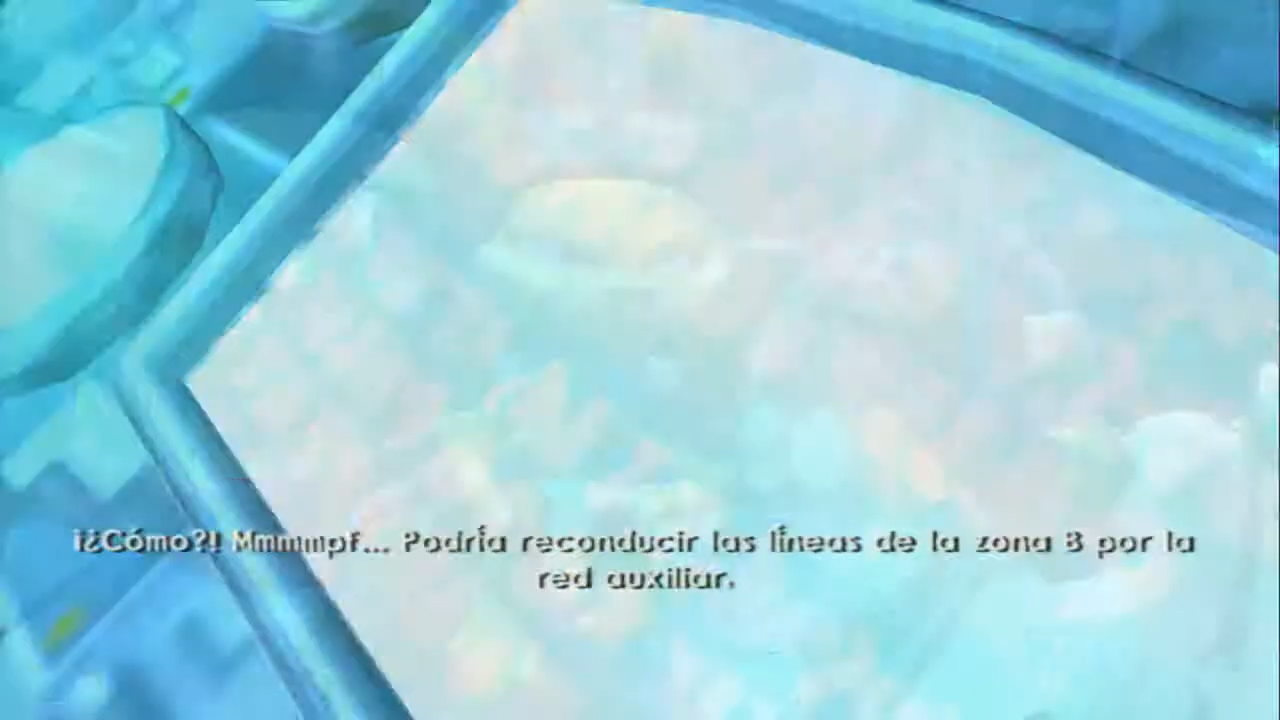 ¡¿Cómo?! Mmmmpf... Podría reconducir las líneas de la zona 3 por la
red auxiliar.